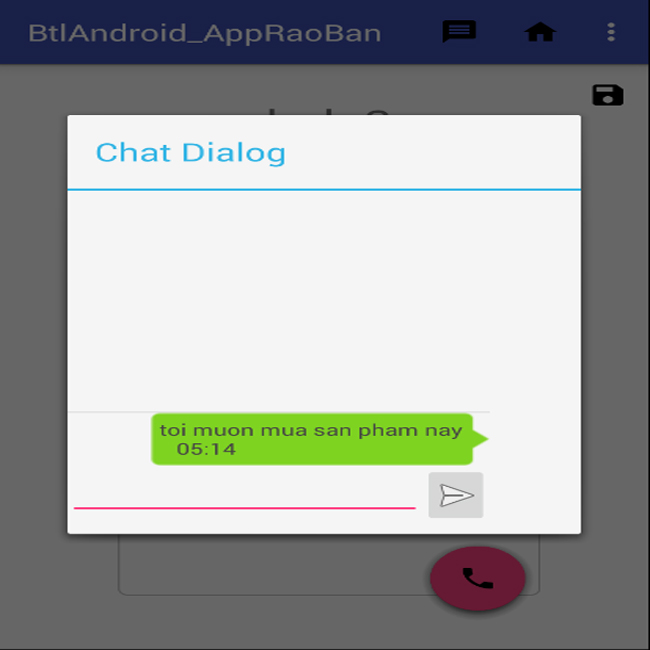 BtlAndroid_AppRaoBan
Chat Dialog
toi muon mua san pham nay
05:14